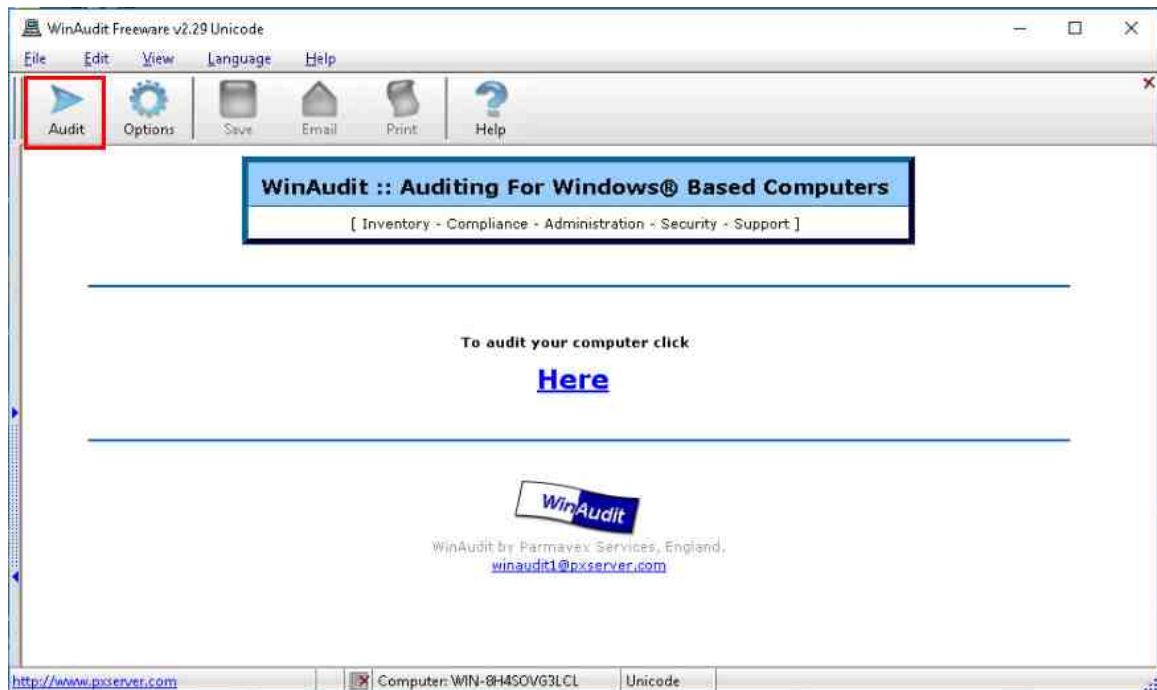 WinAudit Freeware v2.29 Unicode
File Edit View Language Help
Audit Options Save Email Print Help
WinAudit :: Auditing For Windows® Based Computers
[ Inventory - Compliance - Administration - Security - Support ]
To audit your computer click
Here
WinAudit
WinAudit by Parmavex Services, England.
winaudit1@pxserver.com
http://www.pxserver.com Computer: WIN-8H4SOVG3LCL Unicode